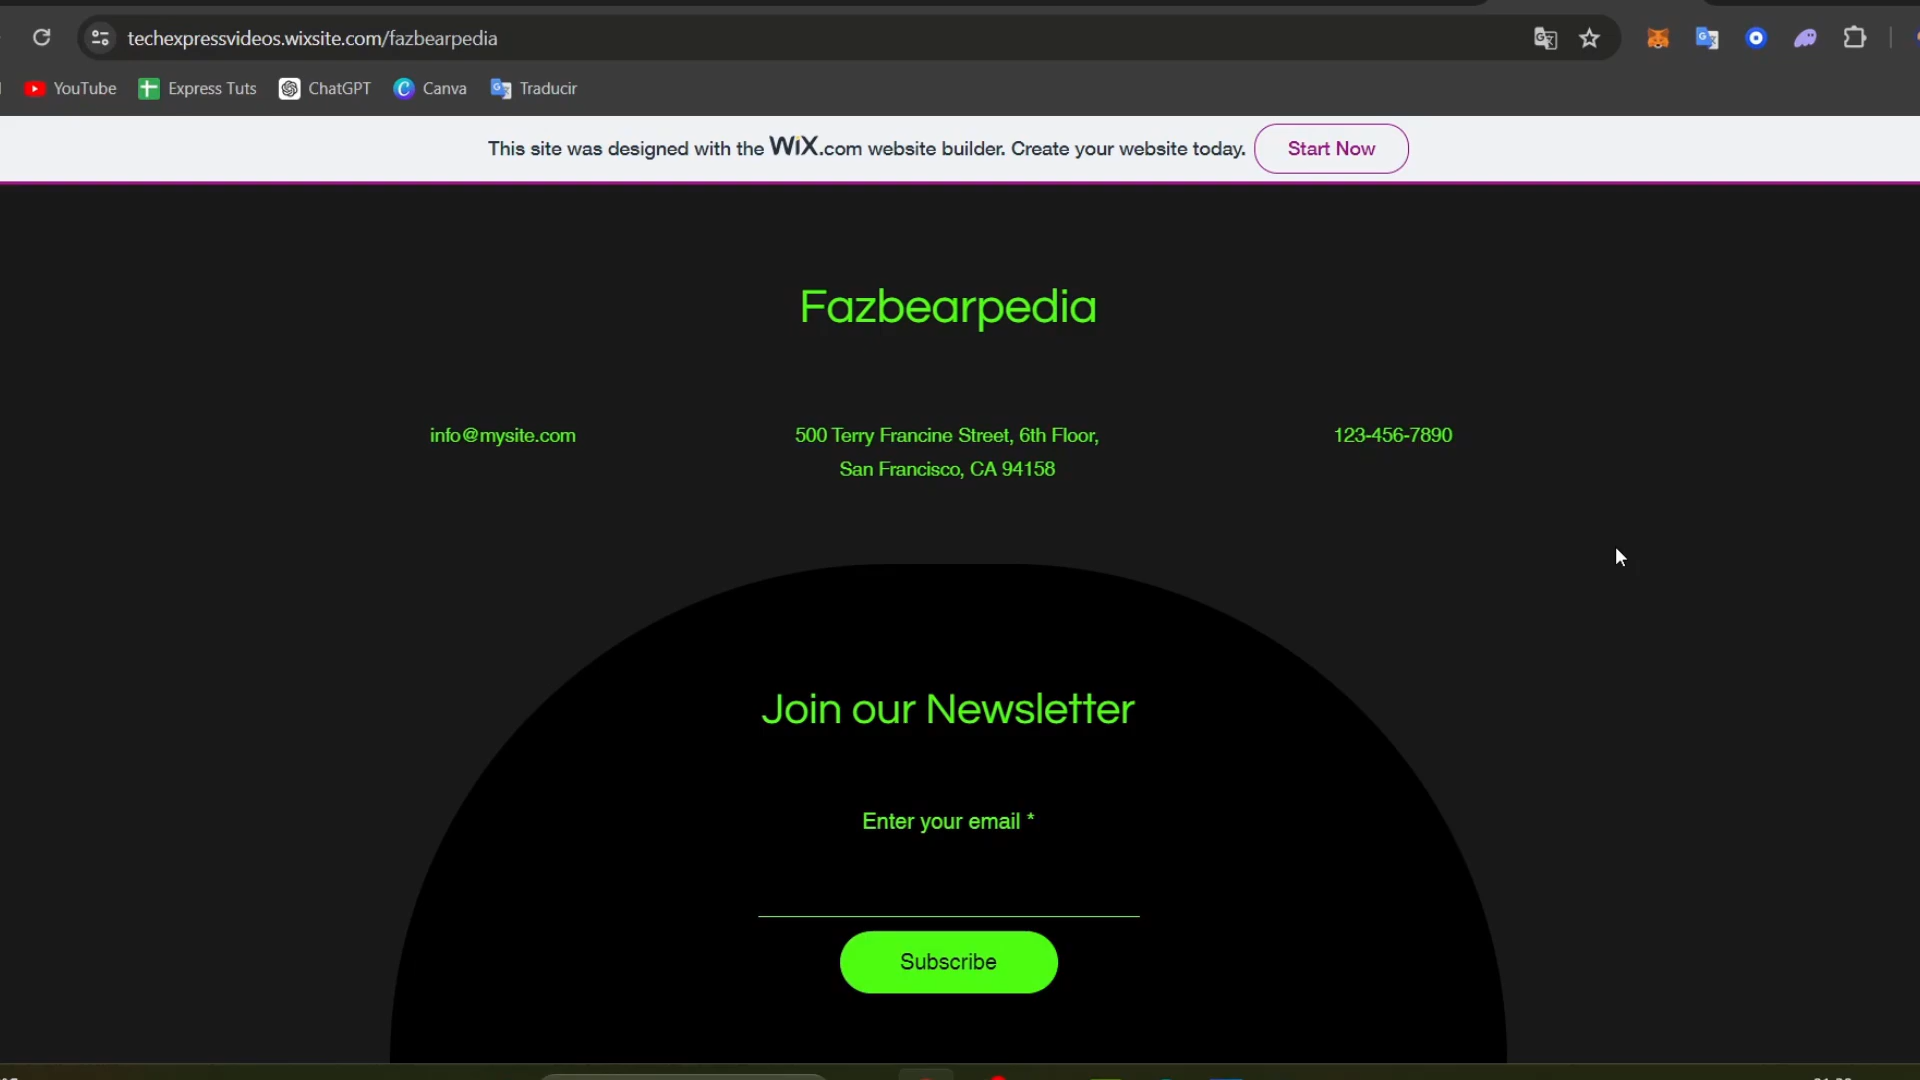 techexpressvideos.wixsite.com/fazbearpedia
YouTube Express Tuts ChatGPT Canva Traducir
This site was designed with the WiX.com website builder. Create your website today. Start Now
Fazbearpedia
info@mysite.com 500 Terry Francine Street, 6th Floor, 123-456-7890
San Francisco, CA 94158
Join our Newsletter
Enter your email *
Subscribe